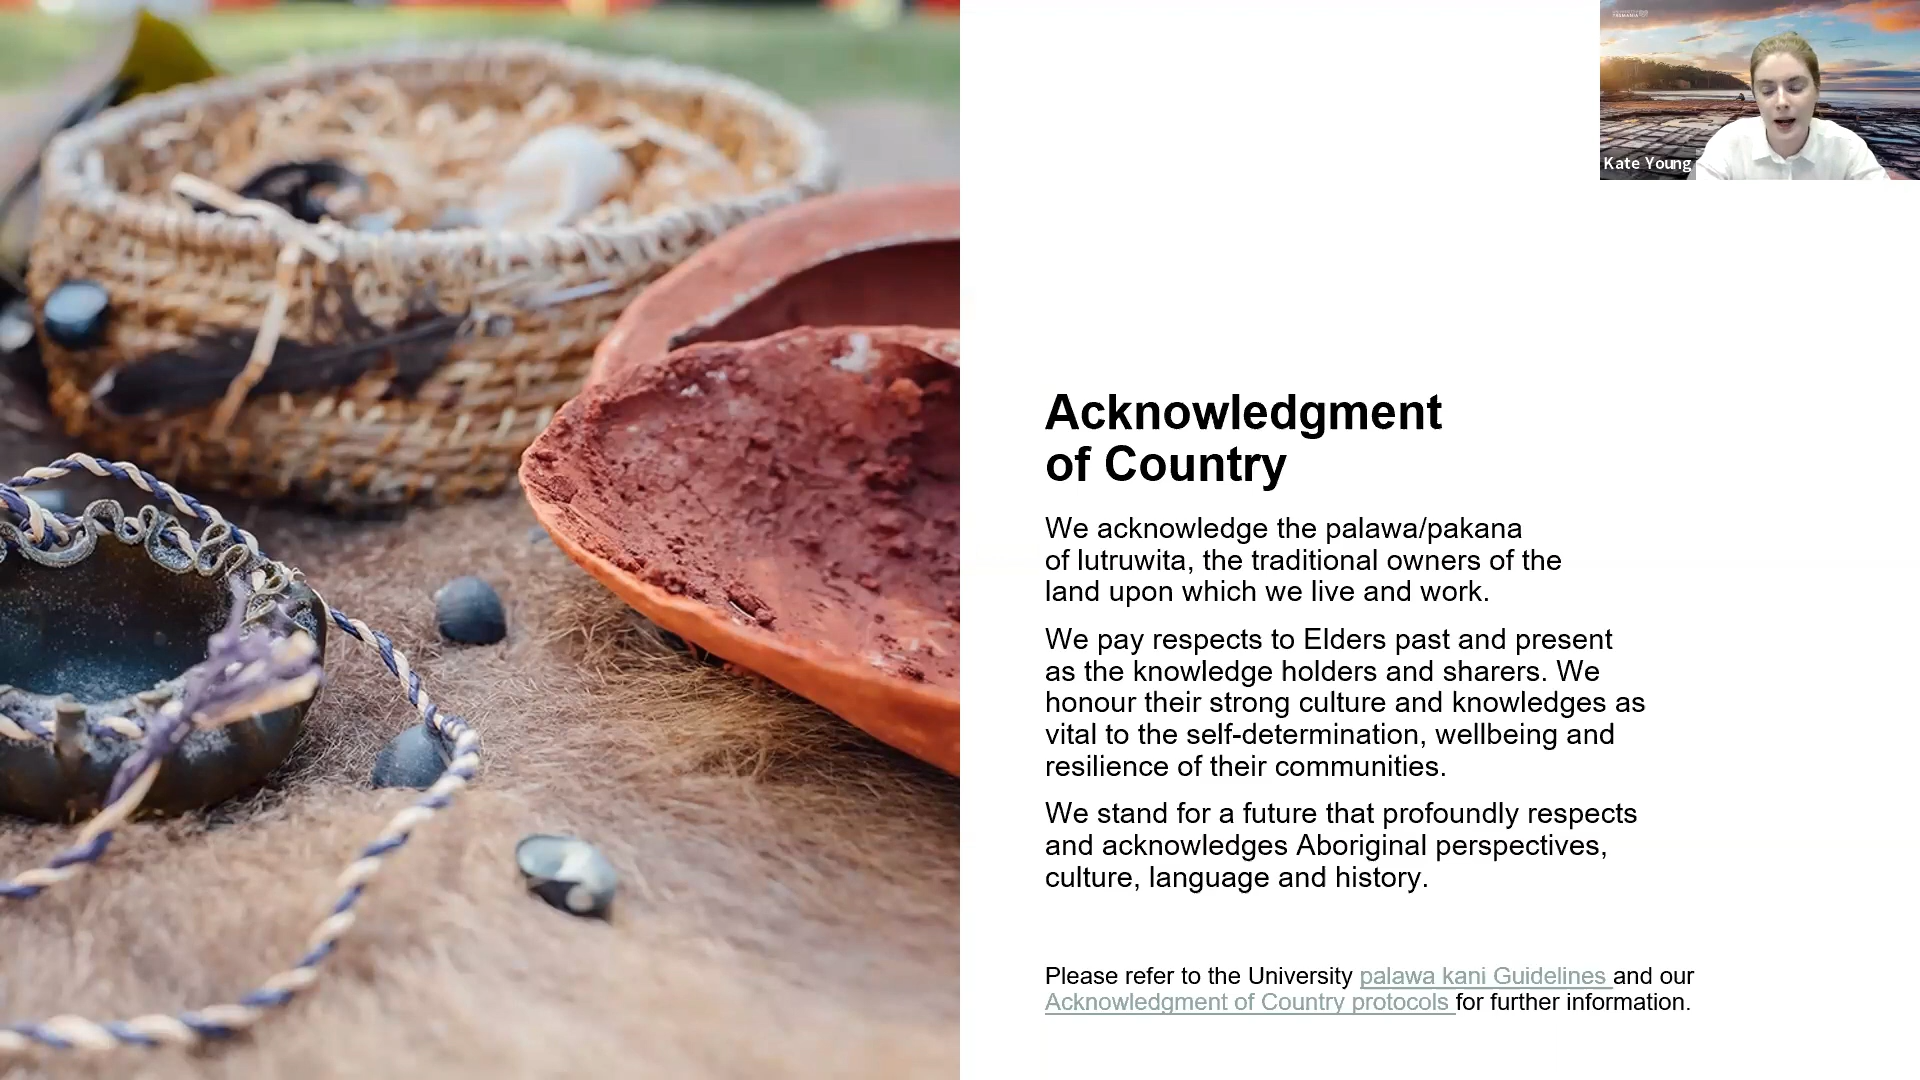 TASMANIA
Kate Young
Acknowledgment
of Country
We acknowledge the palawa/pakana
of lutruwita, the traditional owners of the
land upon which we live and work.
We pay respects to Elders past and present
as the knowledge holders and sharers. We
honour their strong culture and knowledges as
vital to the self-determination, wellbeing and
resilience of their communities.
We stand for a future that profoundly respects
and acknowledges Aboriginal perspectives,
culture, language and history.
Please refer to the University palawa kani Guidelines and our
Acknowledgment of Country protocols for further information.